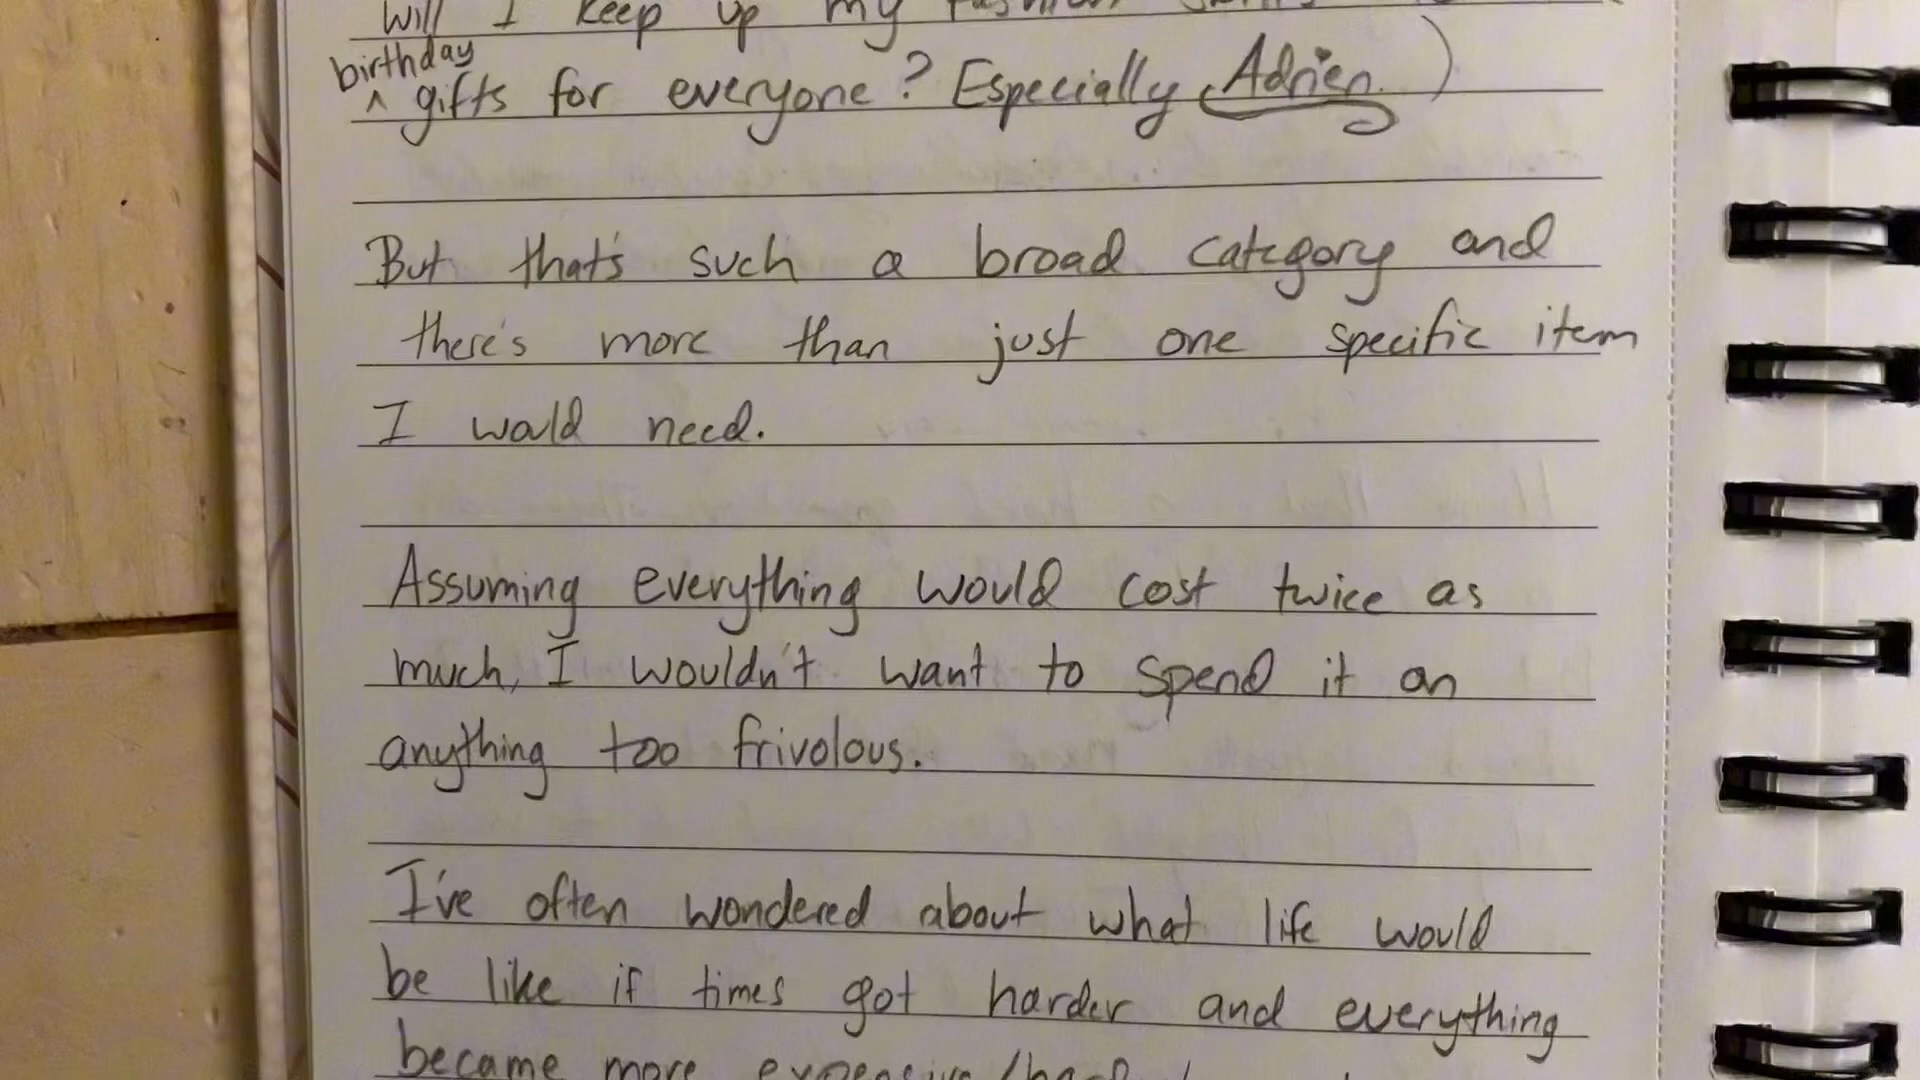 Will I keep up my fashion
birthday
^ gifts for everyone? Especially Adrien.)
But that's such a broad category and
there's more than just one specific item
I would need.
Assuming everything would cost twice as
much, I wouldn't want to spend it on
anything too frivolous.
I've often wondered about what life would
be like if times got harder and everything
became more expensive/hard